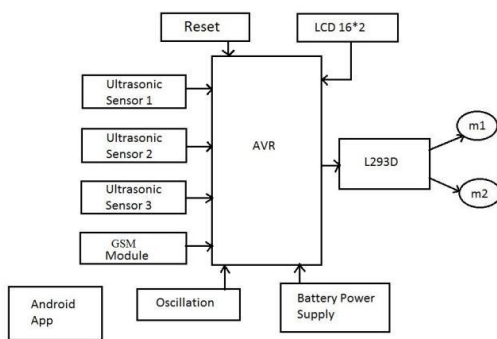 Reset
LCD 16*2
Ultrasonic
Sensor 1
Ultrasonic
Sensor 2
Ultrasonic
Sensor 3
GSM
Module
AVR
L293D
m1
m2
Android
App
Oscillation
Battery Power
Supply